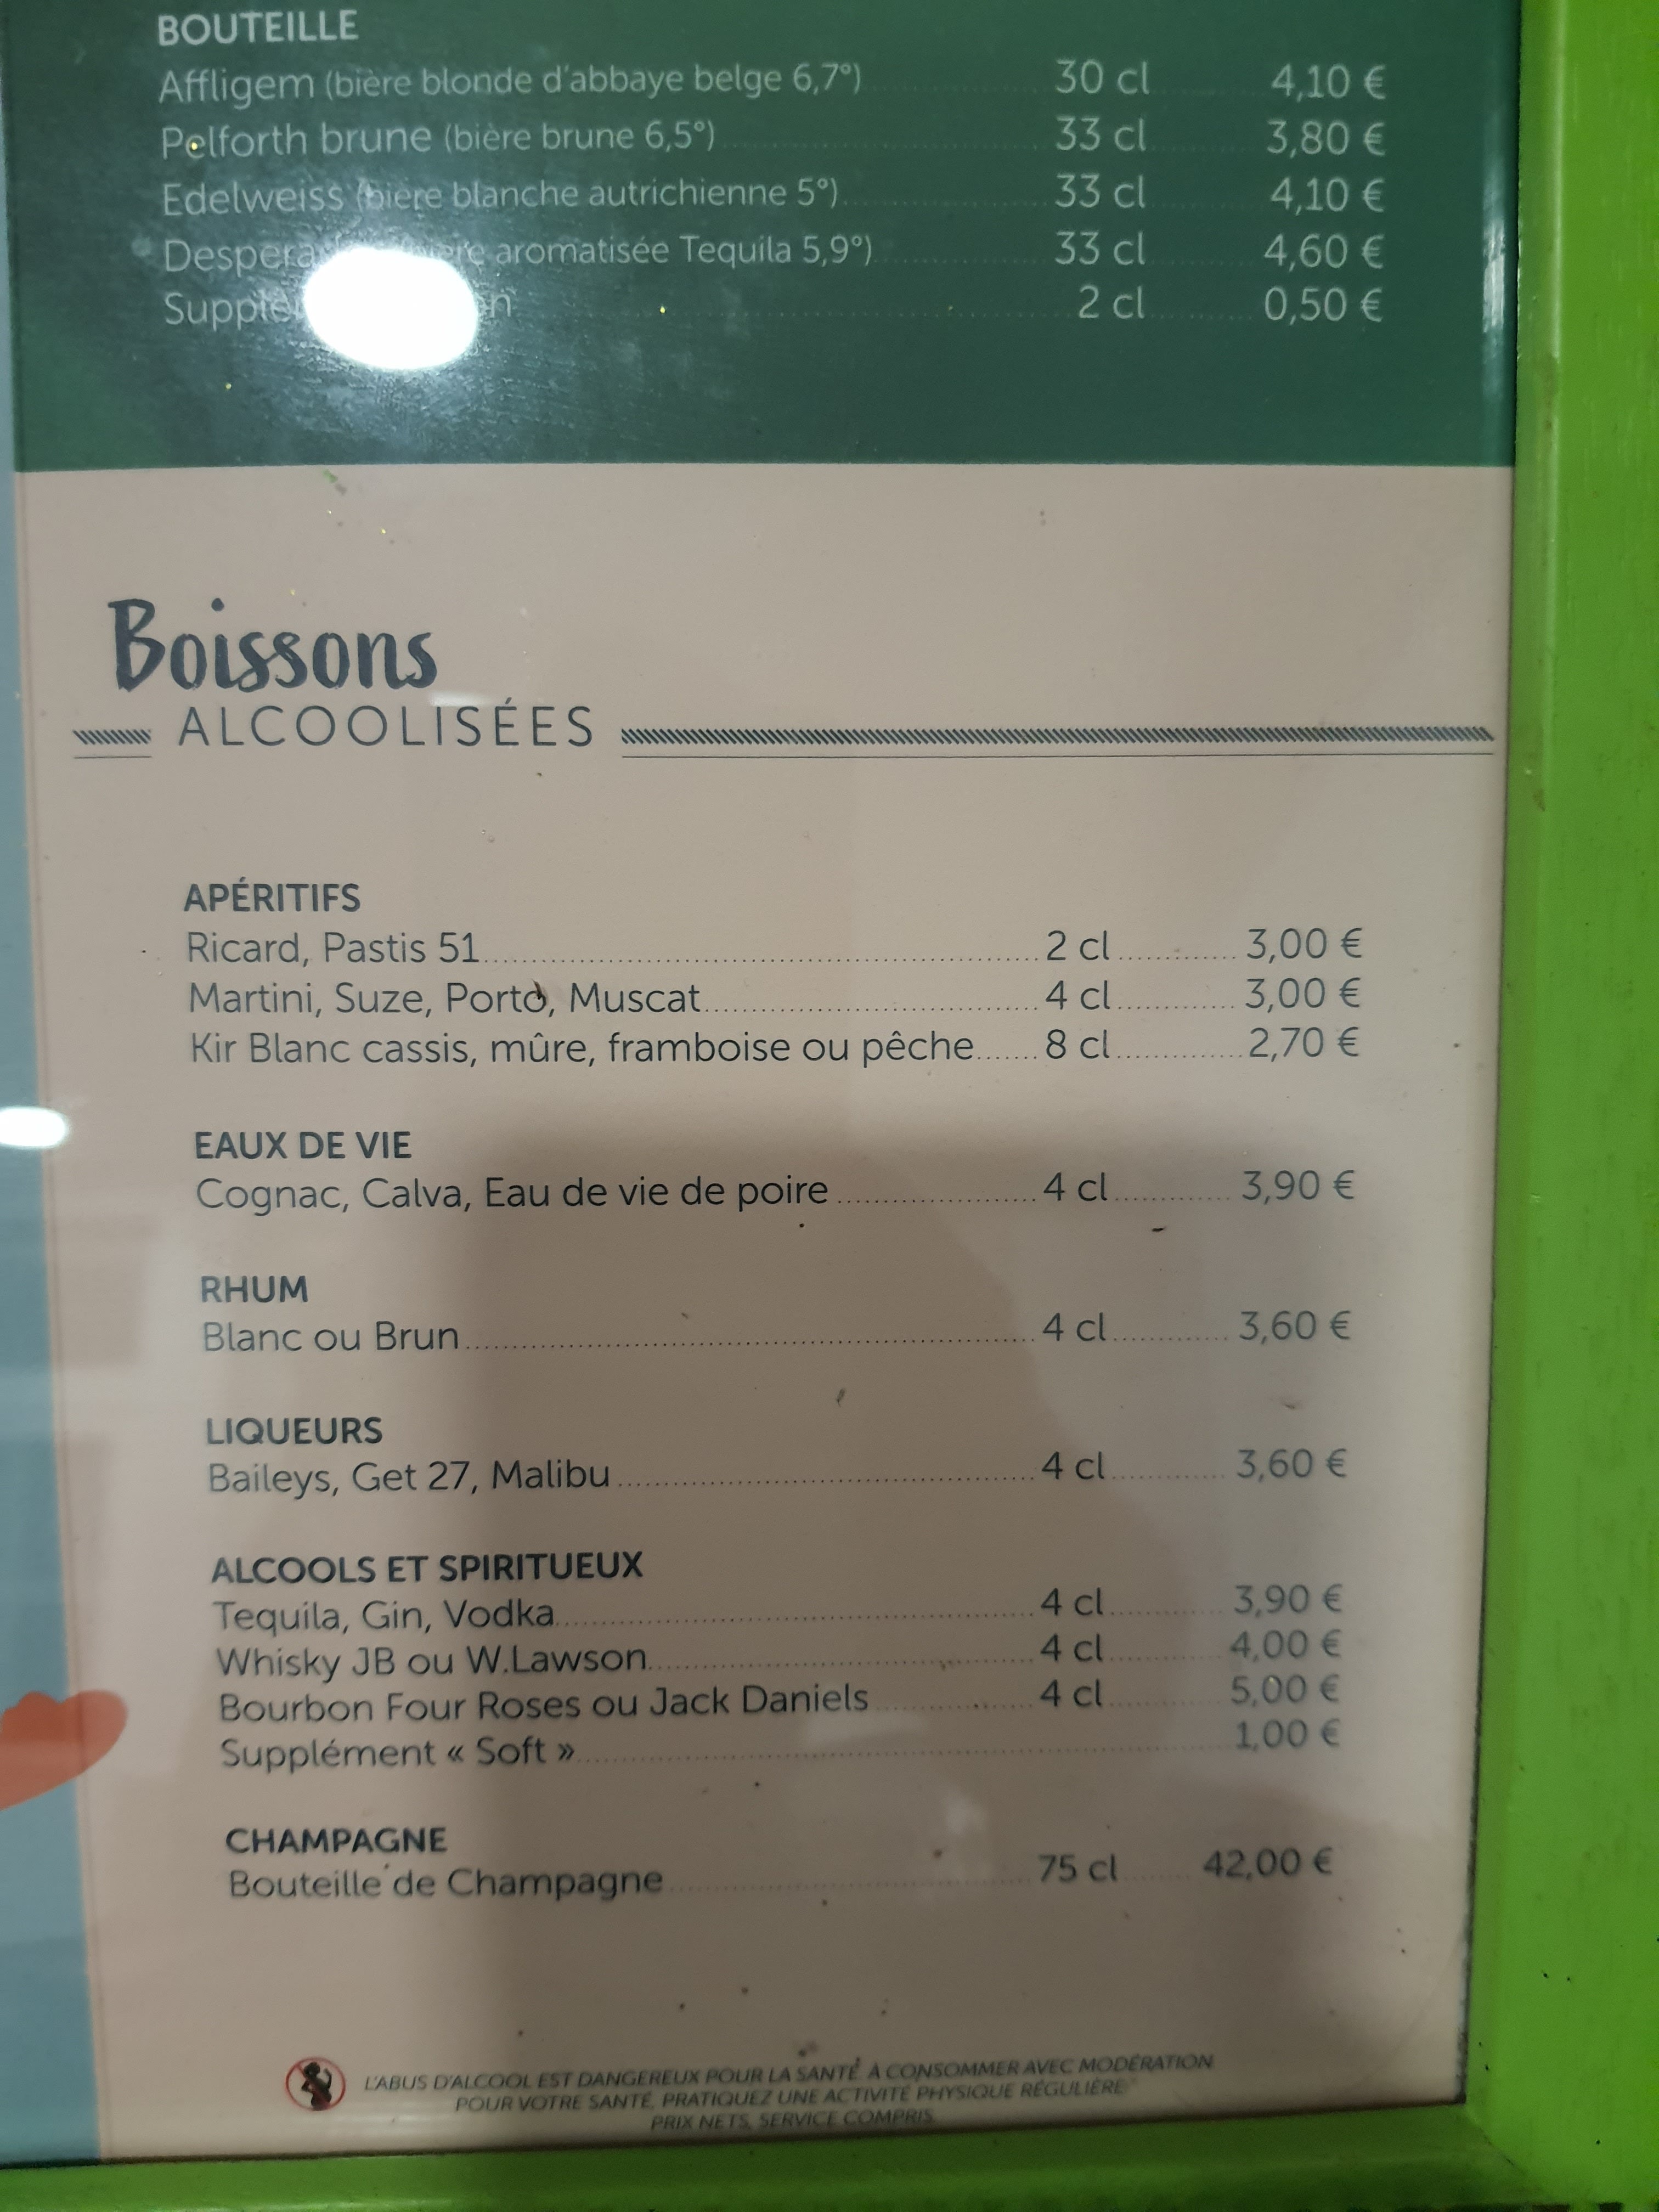 BOUTEILLE
Affligem (bière blonde d'abbaye belge 6,7°) 30 cl 4,10 €
Pelforth brune (bière brune 6,5°) 33 cl 3,80 €
Edelweiss (bière blanche autrichienne 5°) 33 cl 4,10 €
aromatisée Tequila 5,9°) 33 cl 4,60 €
2 cl 0,50 €
Boissons
ALCOOLISÉES
APÉRITIFS
Ricard, Pastis 51 2 cl 3,00 €
Martini, Suze, Porto, Muscat 4 cl 3,00 €
Kir Blanc cassis, mûre, framboise ou pêche 8 cl 2,70 €
EAUX DE VIE
Cognac, Calva, Eau de vie de poire 4 cl 3,90 €
RHUM
Blanc ou Brun 4 cl 3,60 €
LIQUEURS
Baileys, Get 27, Malibu 4 cl 3,60 €
ALCOOLS ET SPIRITUEUX
Tequila, Gin, Vodka 4 cl 3,90 €
Whisky JB ou W.Lawson 4 cl 4,00 €
Bourbon Four Roses ou Jack Daniels 4 cl 5,00 €
Supplément « Soft » 1,00 €
CHAMPAGNE
Bouteille de Champagne 75 cl 42,00 €
L'ABUS D'ALCOOL EST DANGEREUX POUR LA SANTÉ. À CONSOMMER AVEC MODÉRATION
POUR VOTRE SANTÉ, PRATIQUEZ UNE ACTIVITÉ PHYSIQUE RÉGULIÈRE
PRIX NETS, SERVICE COMPRIS